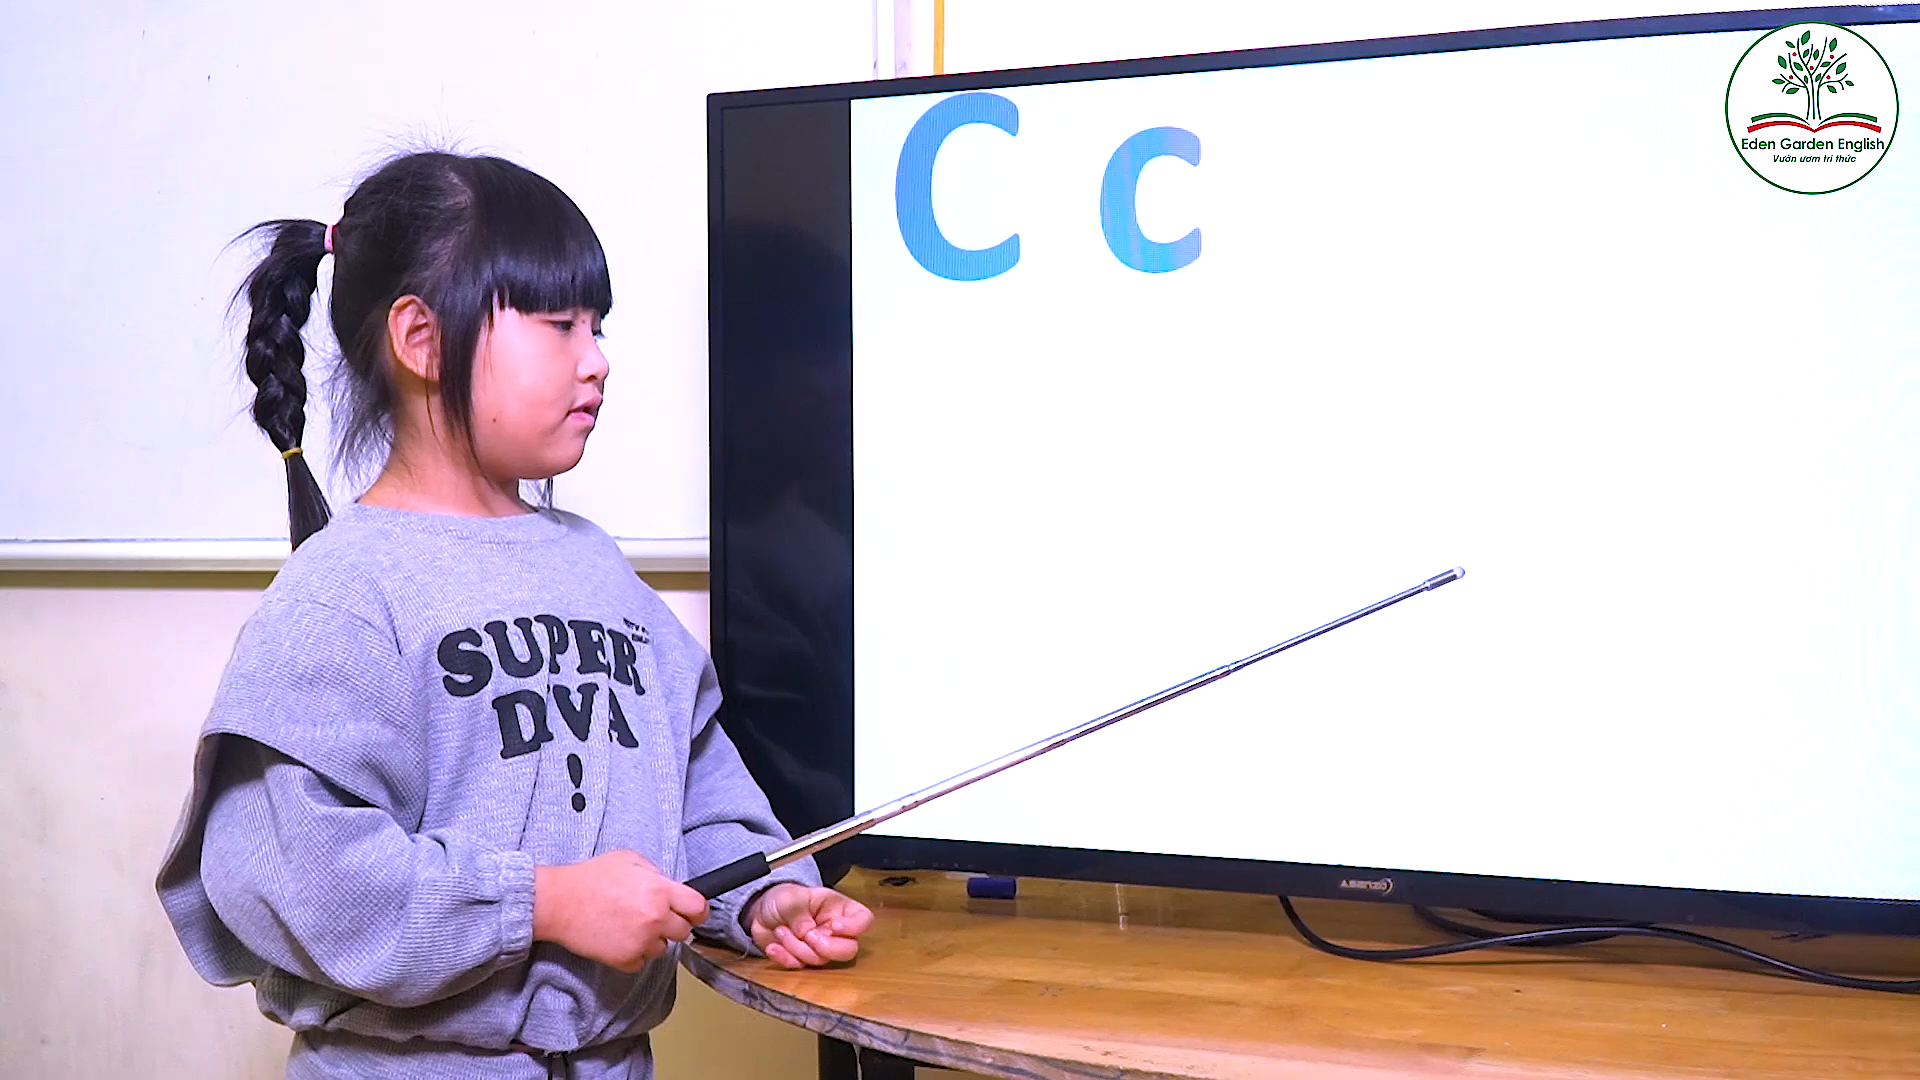 C c
Eden Garden English
Vườn ươm tri thức
SUPER
DIVA
!